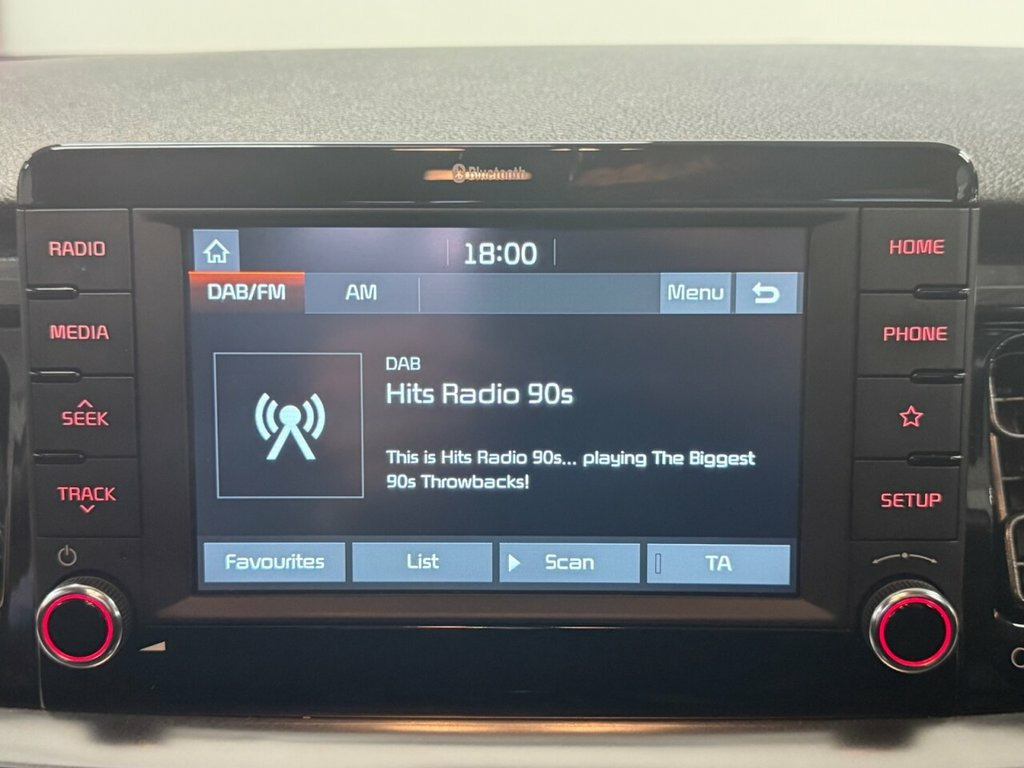 Bluetooth
RADIO
MEDIA
SEEK
TRACK
18:00
DAB/FM
AM
Menu
DAB
Hits Radio 90s
This is Hits Radio 90s... playing The Biggest
90s Throwbacks!
Favourites
List
Scan
TA
HOME
PHONE
SETUP